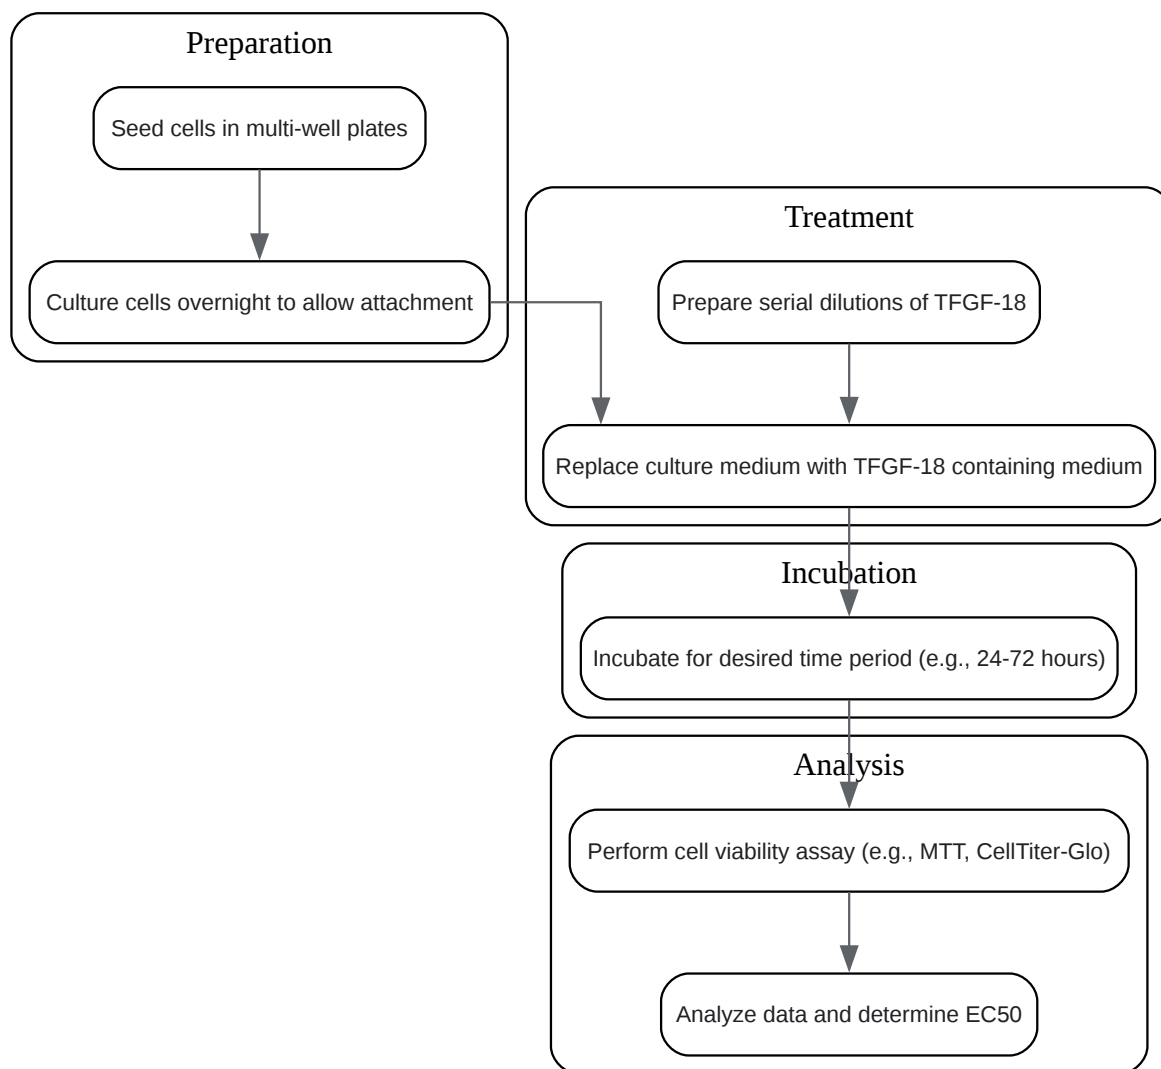 Preparation
Seed cells in multi-well plates
Culture cells overnight to allow attachment
Treatment
Prepare serial dilutions of TFGF-18
Replace culture medium with TFGF-18 containing medium
Incubation
Incubate for desired time period (e.g., 24-72 hours)
Analysis
Perform cell viability assay (e.g., MTT, CellTiter-Glo)
Analyze data and determine EC50